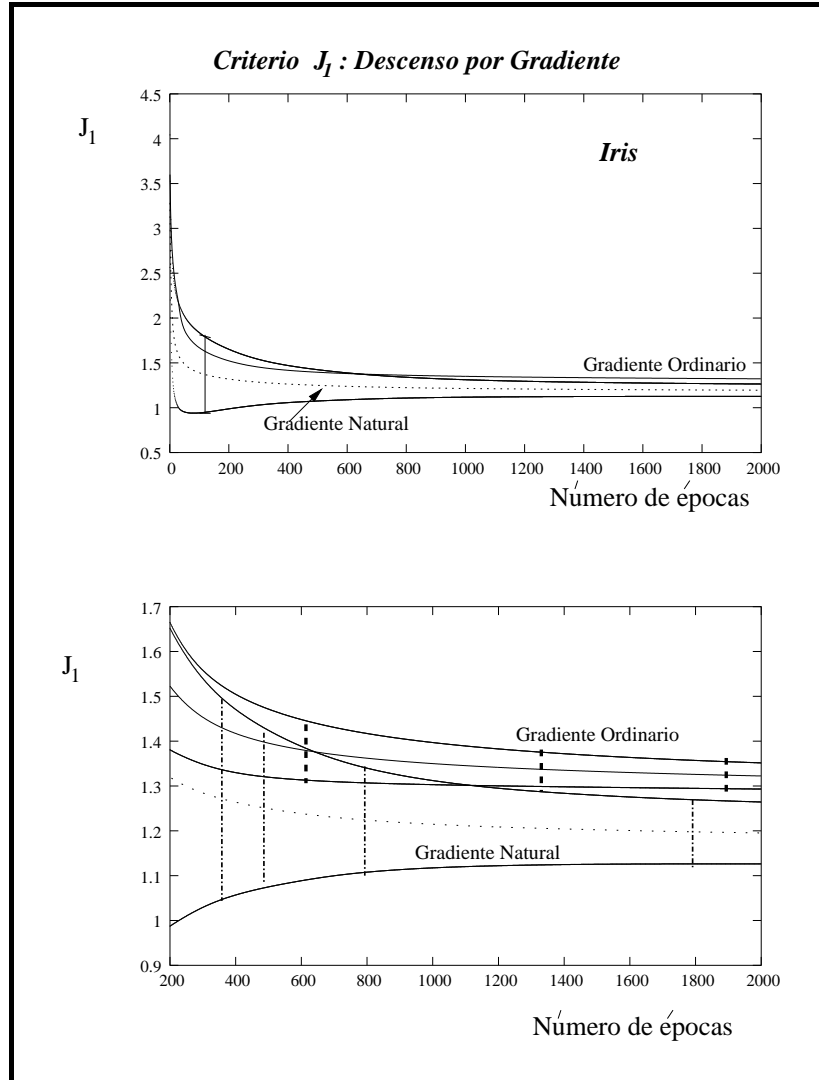 Criterio J1 : Descenso por Gradiente
4.5
J1
4
Iris
3.5
3
2.5
2
1.5
Gradiente Ordinario
1
Gradiente Natural
0.5
0 200 400 600 800 1000 1200 1400 1600 1800 2000
Número de épocas
1.7
J1
1.6
1.5
Gradiente Ordinario
1.4
1.3
1.2
Gradiente Natural
1.1
1
0.9
200 400 600 800 1000 1200 1400 1600 1800 2000
Número de épocas